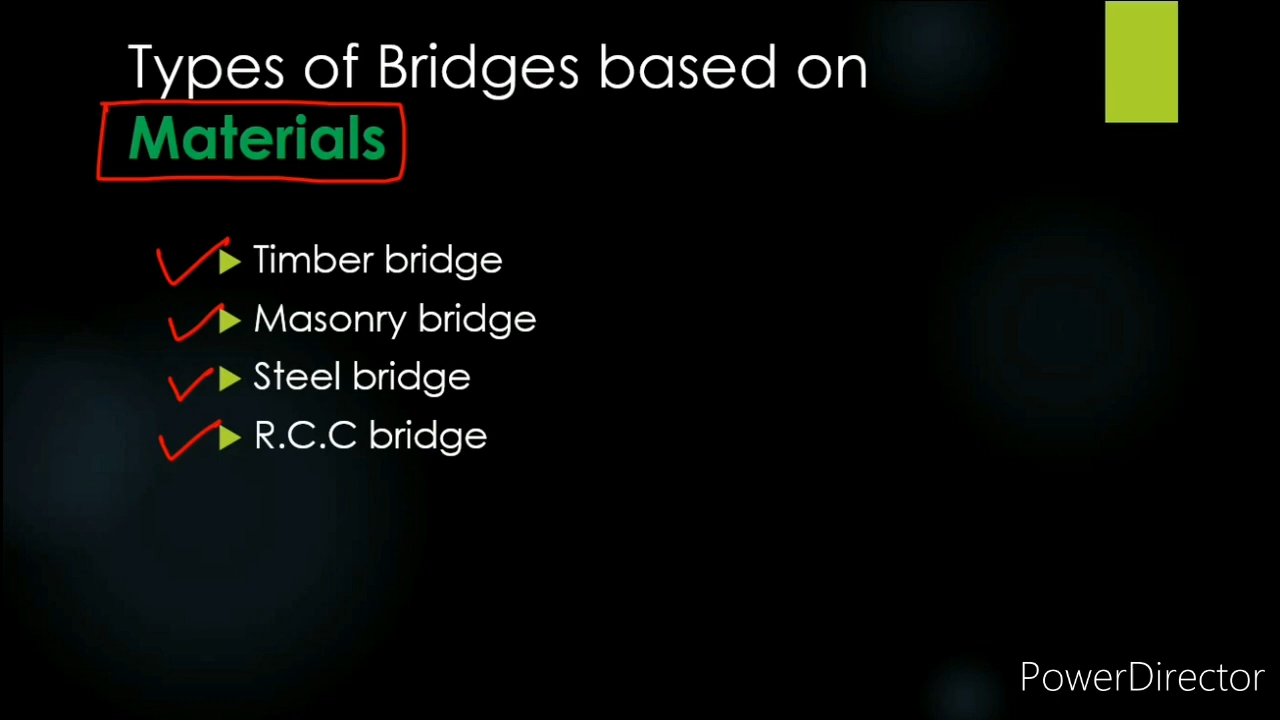 Types of Bridges based on
Materials
Timber bridge
Masonry bridge
Steel bridge
R.C.C bridge
PowerDirector